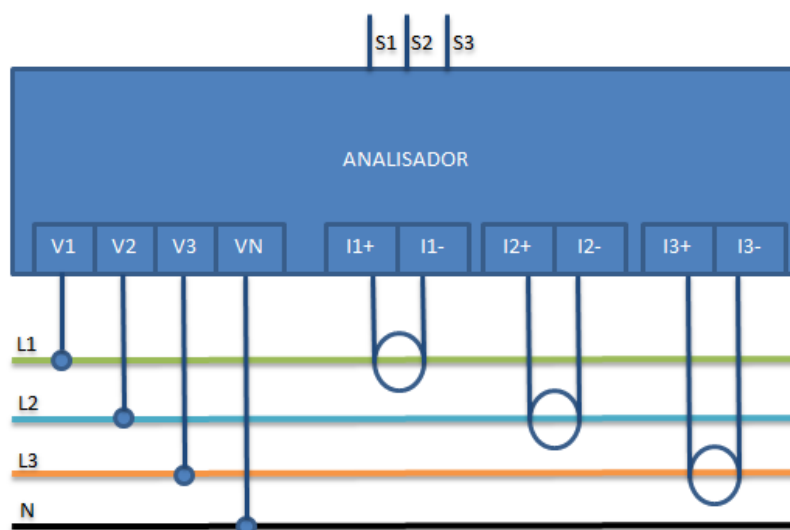 S1 S2 S3
ANALISADOR
V1 V2 V3 VN I1+ I1- I2+ I2- I3+ I3-
L1
L2
L3
N